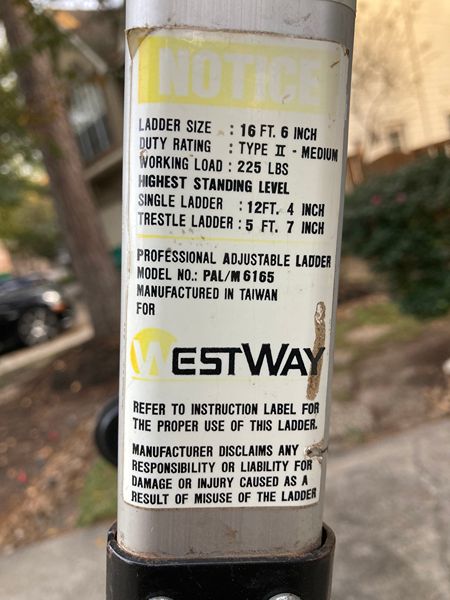 NOTICE
LADDER SIZE : 16 FT. 6 INCH
DUTY RATING : TYPE II - MEDIUM
WORKING LOAD : 225 LBS
HIGHEST STANDING LEVEL
SINGLE LADDER : 12FT. 4 INCH
TRESTLE LADDER : 5 FT. 7 INCH
PROFESSIONAL ADJUSTABLE LADDER
MODEL NO.: PAL/M 6165
MANUFACTURED IN TAIWAN
FOR
WESTWAY
REFER TO INSTRUCTION LABEL FOR
THE PROPER USE OF THIS LADDER.
MANUFACTURER DISCLAIMS ANY
RESPONSIBILITY OR LIABILITY FOR
DAMAGE OR INJURY CAUSED AS A
RESULT OF MISUSE OF THE LADDER